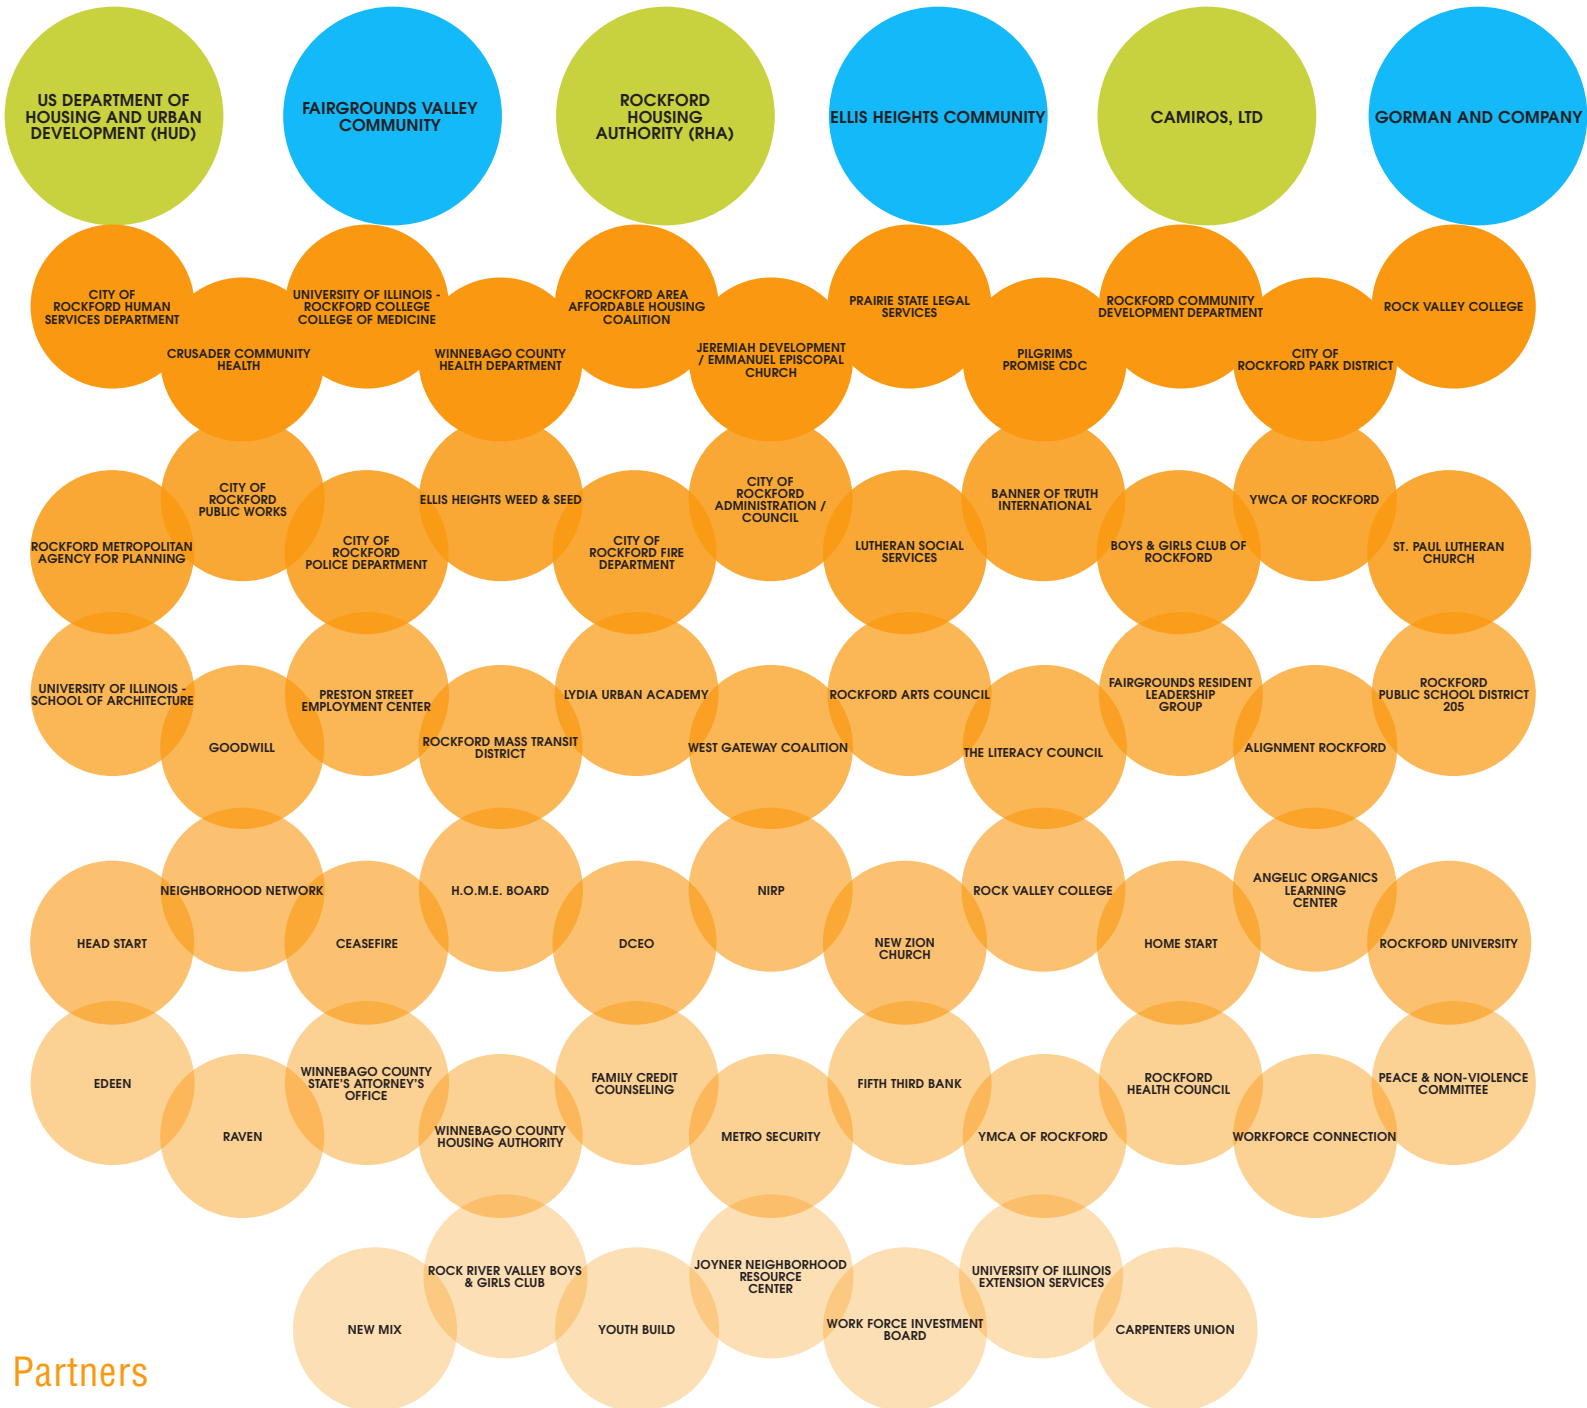 US DEPARTMENT OF
HOUSING AND URBAN
DEVELOPMENT (HUD)
FAIRGROUNDS VALLEY
COMMUNITY
ROCKFORD
HOUSING
AUTHORITY (RHA)
ELLIS HEIGHTS COMMUNITY
CAMIROS, LTD
GORMAN AND COMPANY
CITY OF
ROCKFORD HUMAN
SERVICES DEPARTMENT
CRUSADER COMMUNITY
HEALTH
UNIVERSITY OF ILLINOIS -
ROCKFORD COLLEGE
COLLEGE OF MEDICINE
WINNEBAGO COUNTY
HEALTH DEPARTMENT
ROCKFORD AREA
AFFORDABLE HOUSING
COALITION
JEREMIAH DEVELOPMENT
/ EMMANUEL EPISCOPAL
CHURCH
PRAIRIE STATE LEGAL
SERVICES
PILGRIMS
PROMISE CDC
ROCKFORD COMMUNITY
DEVELOPMENT DEPARTMENT
CITY OF
ROCKFORD PARK DISTRICT
ROCK VALLEY COLLEGE
ROCKFORD METROPOLITAN
AGENCY FOR PLANNING
CITY OF
ROCKFORD
PUBLIC WORKS
CITY OF
ROCKFORD
POLICE DEPARTMENT
ELLIS HEIGHTS WEED & SEED
CITY OF
ROCKFORD FIRE
DEPARTMENT
CITY OF
ROCKFORD
ADMINISTRATION /
COUNCIL
LUTHERAN SOCIAL
SERVICES
BANNER OF TRUTH
INTERNATIONAL
BOYS & GIRLS CLUB OF
ROCKFORD
YWCA OF ROCKFORD
ST. PAUL LUTHERAN
CHURCH
UNIVERSITY OF ILLINOIS -
SCHOOL OF ARCHITECTURE
GOODWILL
PRESTON STREET
EMPLOYMENT CENTER
ROCKFORD MASS TRANSIT
DISTRICT
LYDIA URBAN ACADEMY
WEST GATEWAY COALITION
ROCKFORD ARTS COUNCIL
THE LITERACY COUNCIL
FAIRGROUNDS RESIDENT
LEADERSHIP
GROUP
ALIGNMENT ROCKFORD
ROCKFORD
PUBLIC SCHOOL DISTRICT
205
HEAD START
NEIGHBORHOOD NETWORK
CEASEFIRE
H.O.M.E. BOARD
DCEO
NIRP
NEW ZION
CHURCH
ROCK VALLEY COLLEGE
HOME START
ANGELIC ORGANICS
LEARNING
CENTER
ROCKFORD UNIVERSITY
EDEEN
RAVEN
WINNEBAGO COUNTY
STATE'S ATTORNEY'S
OFFICE
WINNEBAGO COUNTY
HOUSING AUTHORITY
FAMILY CREDIT
COUNSELING
METRO SECURITY
FIFTH THIRD BANK
YMCA OF ROCKFORD
ROCKFORD
HEALTH COUNCIL
WORKFORCE CONNECTION
PEACE & NON-VIOLENCE
COMMITTEE
NEW MIX
ROCK RIVER VALLEY BOYS
& GIRLS CLUB
YOUTH BUILD
JOYNER NEIGHBORHOOD
RESOURCE
CENTER
WORK FORCE INVESTMENT
BOARD
UNIVERSITY OF ILLINOIS
EXTENSION SERVICES
CARPENTERS UNION
Partners